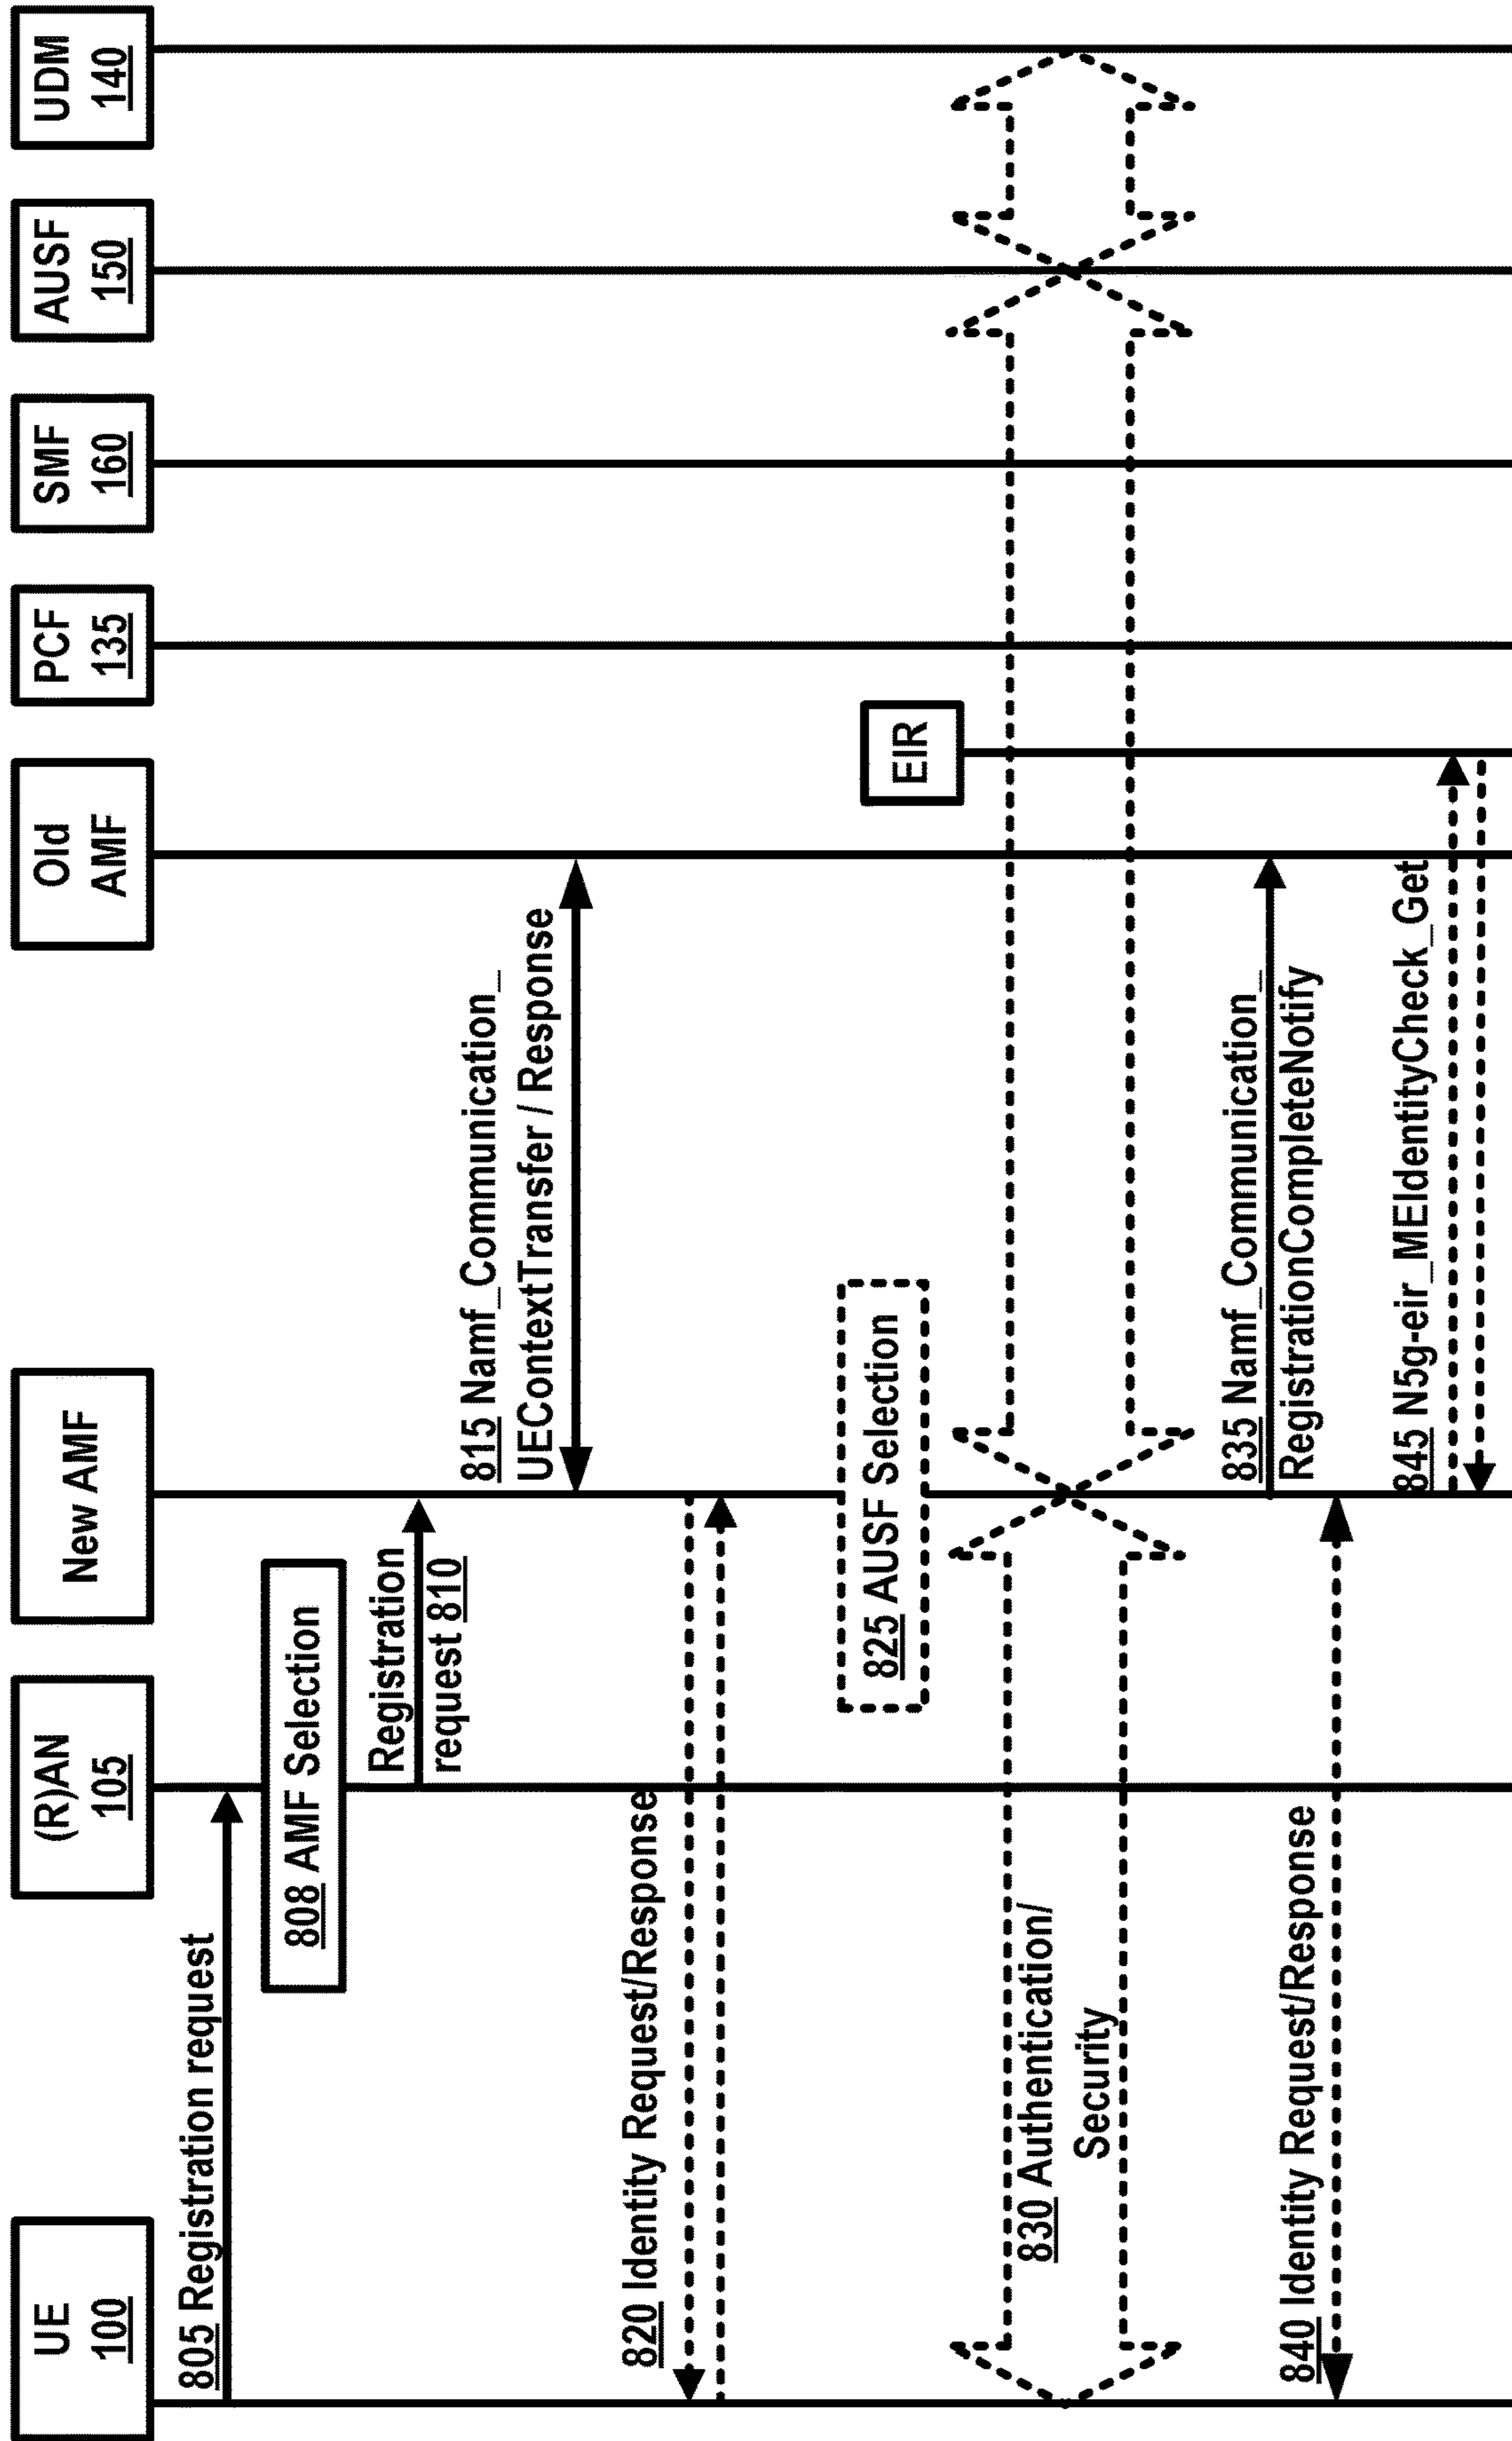 UE
100
(R)AN
105
New AMF
Old
AMF
PCF
135
SMF
160
AUSF
150
UDM
140
805 Registration request
808 AMF Selection
Registration
request 810
815 Namf_Communication_
UEContextTransfer / Response
820 Identity Request/Response
825 AUSF Selection
EIR
830 Authentication/
Security
835 Namf_Communication_
RegistrationCompleteNotify
840 Identity Request/Response
845 N5g-eir_MEIdentityCheck_Get